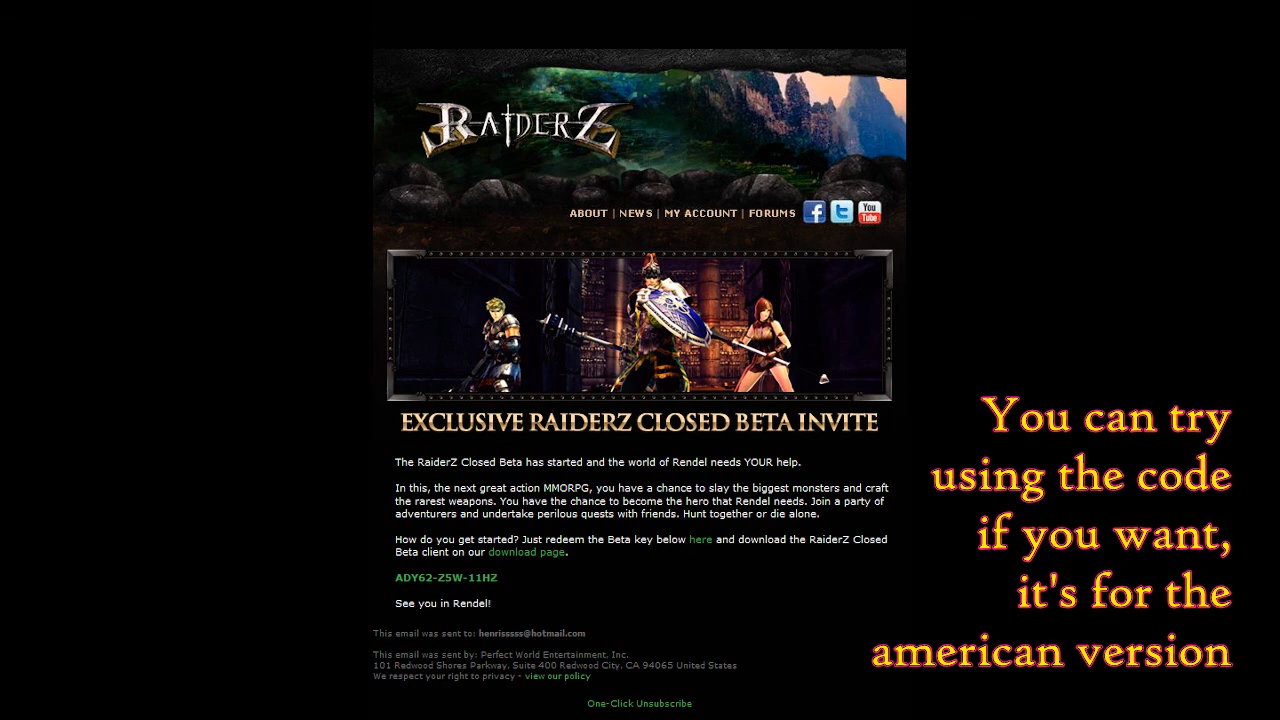 RAIDERZ
ABOUT | NEWS | MY ACCOUNT | FORUMS
You
Tube
EXCLUSIVE RAIDERZ CLOSED BETA INVITE
The RaiderZ Closed Beta has started and the world of Rendel needs YOUR help.
In this, the next great action MMORPG, you have a chance to slay the biggest monsters and craft
the rarest weapons. You have the chance to become the hero that Rendel needs. Join a party of
adventurers and undertake perilous quests with friends. Hunt together or die alone.
How do you get started? Just redeem the Beta key below here and download the RaiderZ Closed
Beta client on our download page.
ADY62-Z5W-11HZ
See you in Rendel!
This email was sent to: henrisssss@hotmail.com
This email was sent by: Perfect World Entertainment, Inc.
101 Redwood Shores Parkway, Suite 400 Redwood City, CA 94065 United States
We respect your right to privacy - view our policy
One-Click Unsubscribe
You can try
using the code
if you want,
it's for the
american version